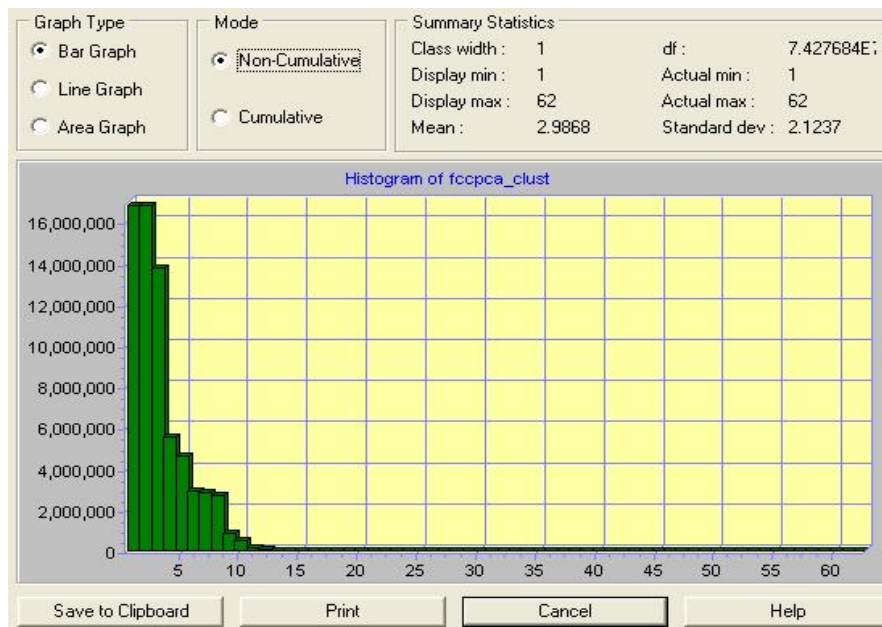 Graph Type
Bar Graph
Line Graph
Area Graph
Mode
Non-Cumulative
Cumulative
Summary Statistics
Class width : 1 df : 7.427684E
Display min : 1 Actual min : 1
Display max : 62 Actual max : 62
Mean : 2.9868 Standard dev : 2.1237
Histogram of fccpca_clust
16,000,000
14,000,000
12,000,000
10,000,000
8,000,000
6,000,000
4,000,000
2,000,000
0
5 10 15 20 25 30 35 40 45 50 55 60
Save to Clipboard Print Cancel Help